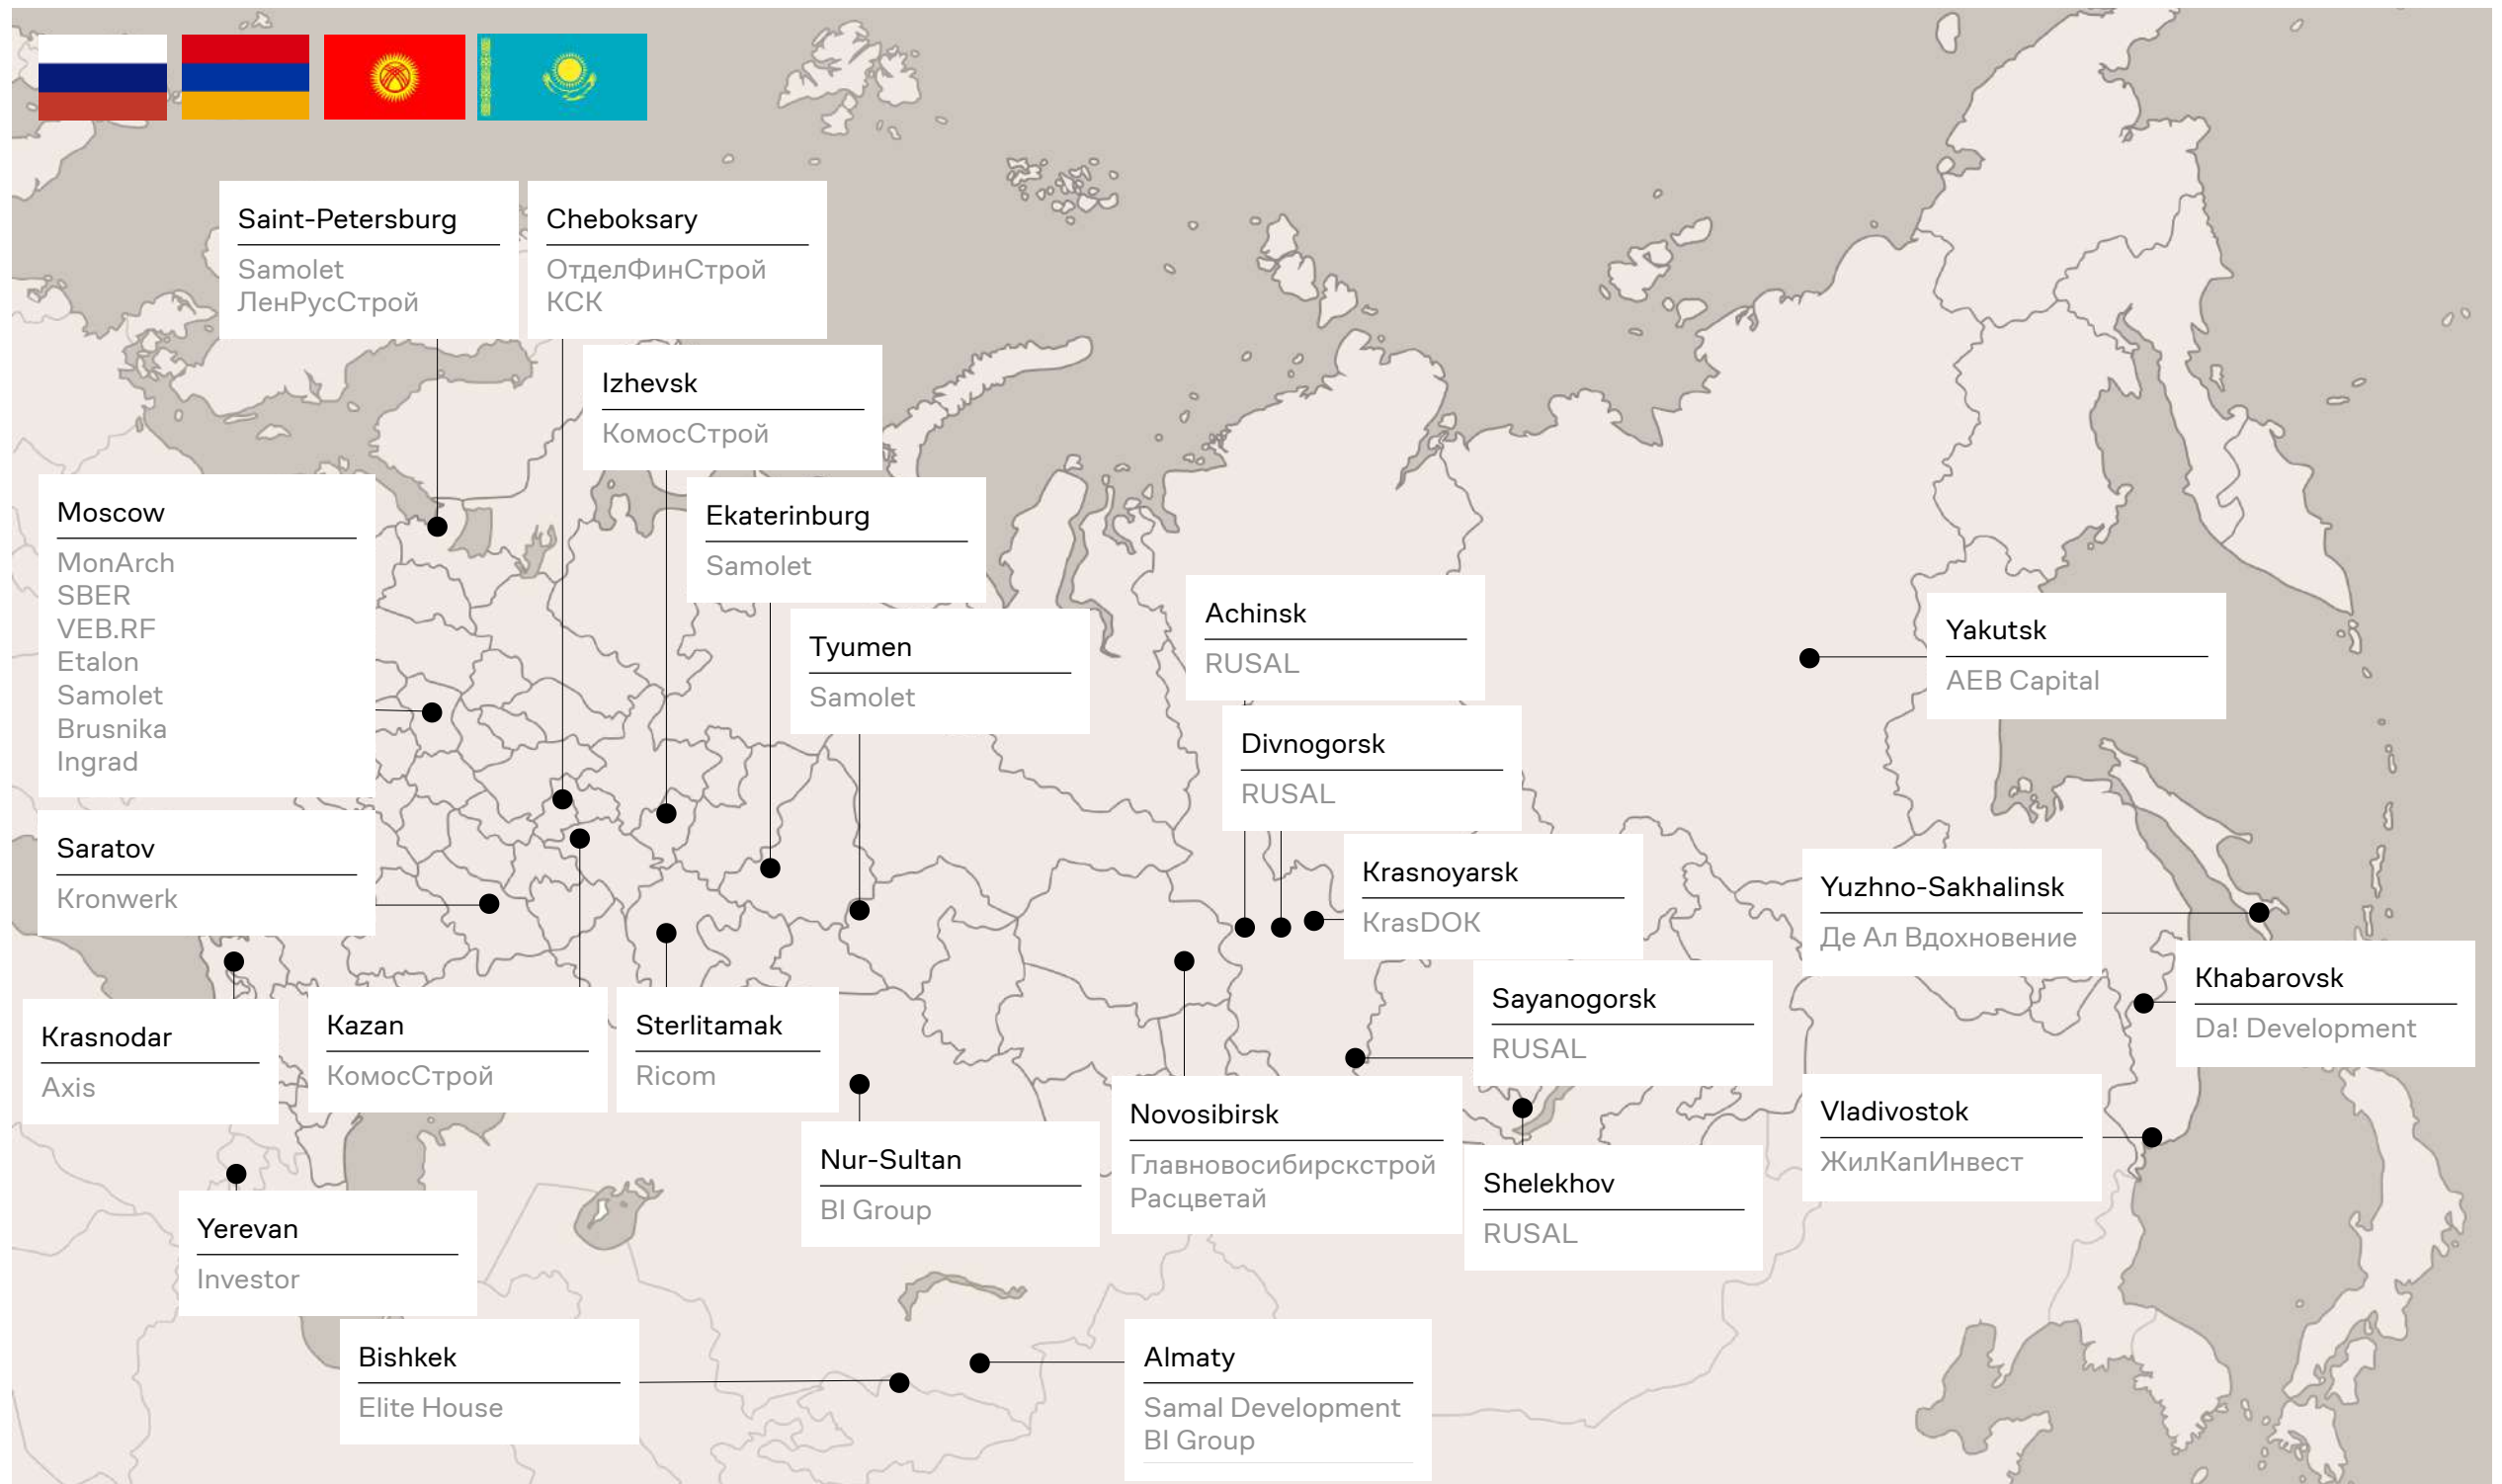 Saint-Petersburg
Samolet
ЛенРусСтрой
Cheboksary
ОтделФинСтрой
КСК
Izhevsk
КомосСтрой
Moscow
MonArch
SBER
VEB.RF
Etalon
Samolet
Brusnika
Ingrad
Ekaterinburg
Samolet
Tyumen
Samolet
Achinsk
RUSAL
Yakutsk
AEB Capital
Divnogorsk
RUSAL
Saratov
Kronwerk
Krasnoyarsk
KrasDOK
Yuzhno-Sakhalinsk
Де Ал Вдохновение
Khabarovsk
Da! Development
Sayanogorsk
RUSAL
Krasnodar
Axis
Kazan
КомосСтрой
Sterlitamak
Ricom
Novosibirsk
Главновосибирскстрой
Расцветай
Vladivostok
ЖилКапИнвест
Nur-Sultan
BI Group
Shelekhov
RUSAL
Yerevan
Investor
Bishkek
Elite House
Almaty
Samal Development
BI Group